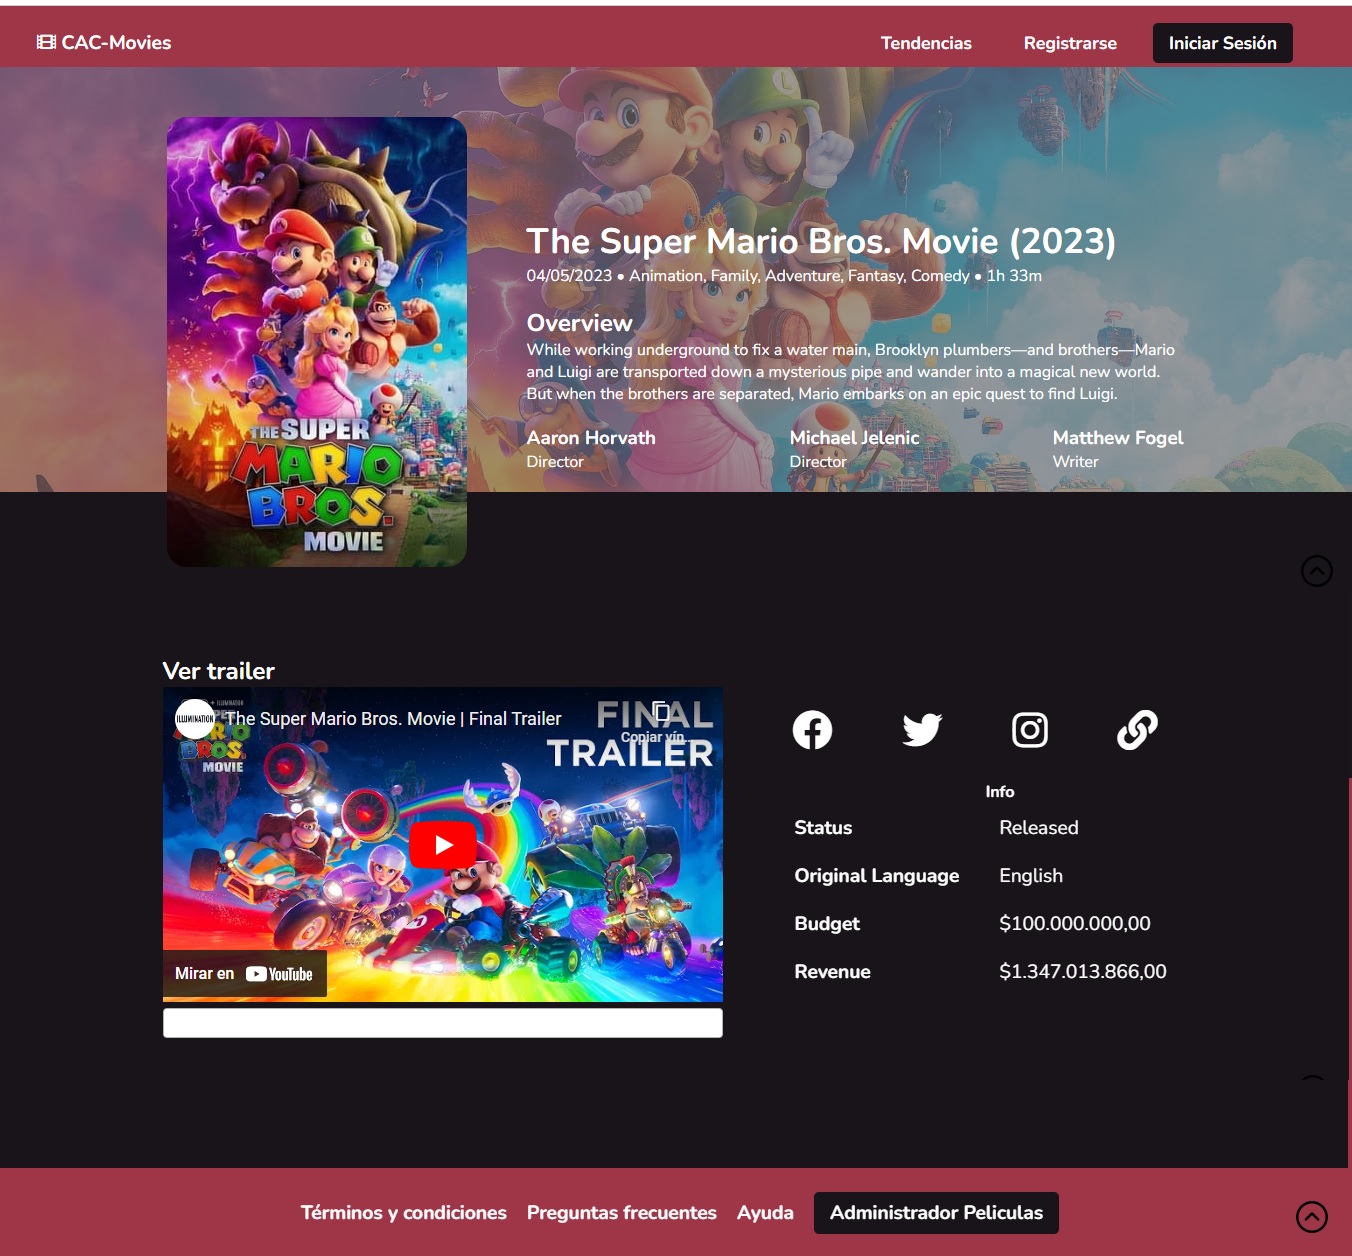 CAC-Movies
Tendencias
Registrarse
Iniciar Sesión
THE SUPER
MARIO
BROS.
MOVIE
The Super Mario Bros. Movie (2023)
04/05/2023 • Animation, Family, Adventure, Fantasy, Comedy • 1h 33m
Overview
While working underground to fix a water main, Brooklyn plumbers—and brothers—Mario
and Luigi are transported down a mysterious pipe and wander into a magical new world.
But when the brothers are separated, Mario embarks on an epic quest to find Luigi.
Aaron Horvath
Director
Michael Jelenic
Director
Matthew Fogel
Writer
Ver trailer
ILLUMINATION
The Super Mario Bros. Movie | Final Trailer
Copiar vín...
FINAL
TRAILER
MARIO
BROS.
MOVIE
Mirar en YouTube
Info
Status
Released
Original Language
English
Budget
$100.000.000,00
Revenue
$1.347.013.866,00
Términos y condiciones
Preguntas frecuentes
Ayuda
Administrador Peliculas